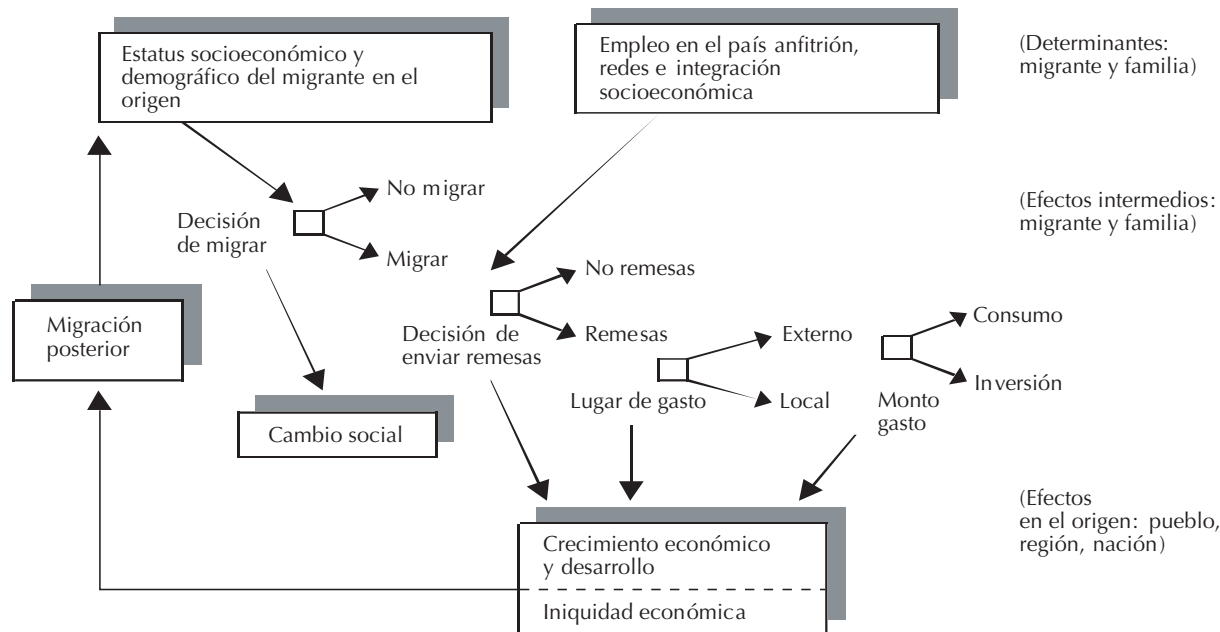 Estatus socioeconómico y
demográfico del migrante en el
origen
Empleo en el país anfitrión,
redes e integración
socioeconómica
(Determinantes:
migrante y familia)
No migrar
Decisión
de migrar
Migrar
(Efectos intermedios:
migrante y familia)
Migración
posterior
No remesas
Decisión de
enviar remesas
Remesas
Externo
Lugar de gasto
Local
Consumo
Inversión
Monto
gasto
Cambio social
(Efectos
en el origen: pueblo,
región, nación)
Crecimiento económico
y desarrollo
Iniquidad económica